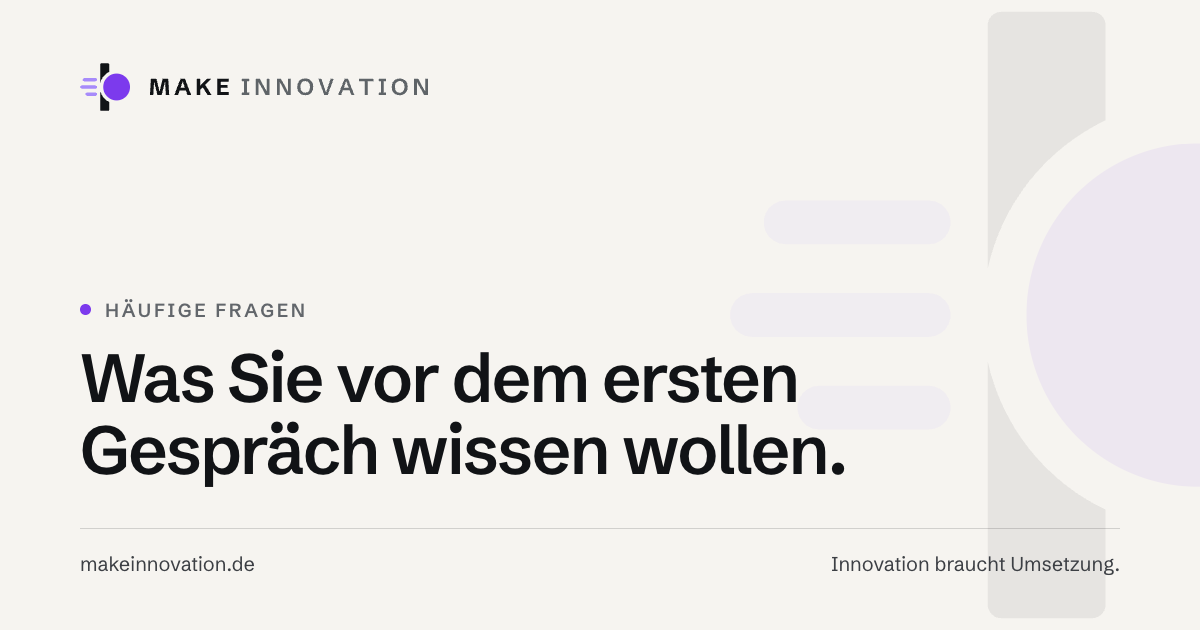 MAKE INNOVATION
HÄUFIGE FRAGEN
Was Sie vor dem ersten
Gespräch wissen wollen.
makeinnovation.de
Innovation braucht Umsetzung.